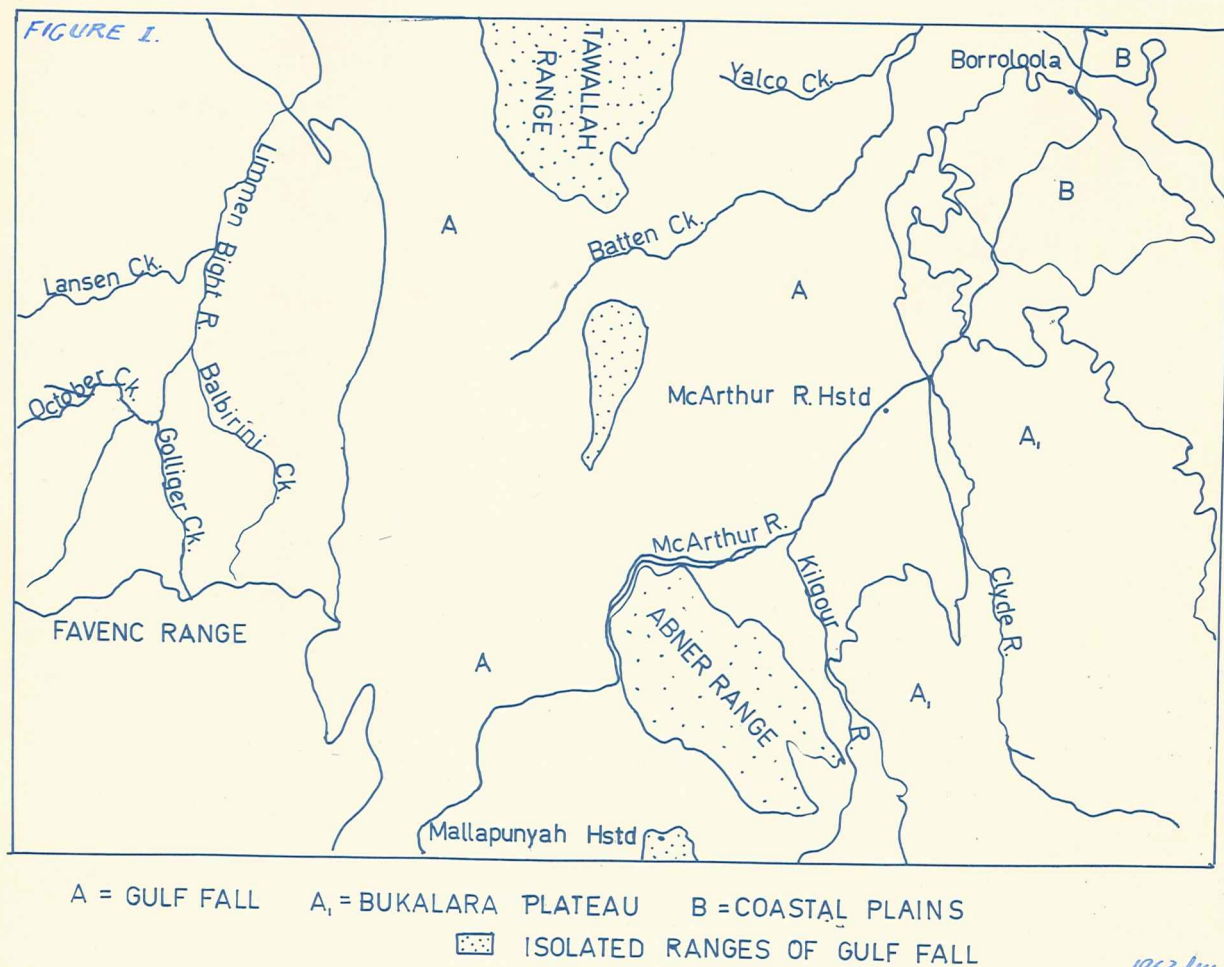 FIGURE 1.
TAWALLAH
RANGE
Yalco Ck.
Borroloola
B
Limmen Bight R.
B
A
Batten Ck.
Lansen Ck.
A
October Ck.
Balbirini Ck.
McArthur R. Hstd
A₁
Golliger Ck.
McArthur R.
Kilgour R.
Clyde R.
FAVENC RANGE
ABNER RANGE
A
A₁
Mallapunyah Hstd
A = GULF FALL A₁ = BUKALARA PLATEAU B = COASTAL PLAINS
ISOLATED RANGES OF GULF FALL